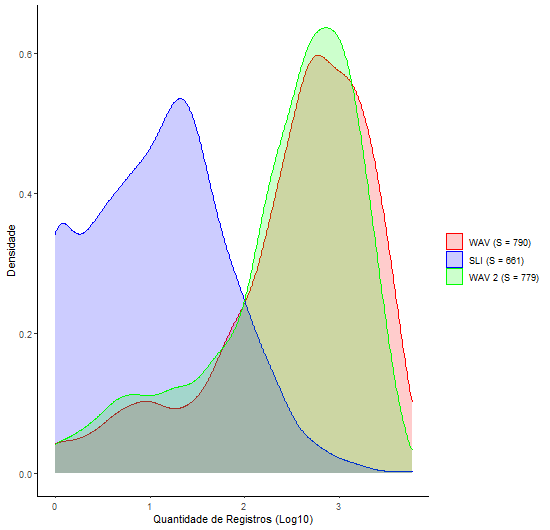 0.6
0.4
0.2
0.0
Densidade
0
1
2
3
Quantidade de Registros (Log10)
WAV (S = 790)
SLI (S = 661)
WAV 2 (S = 779)